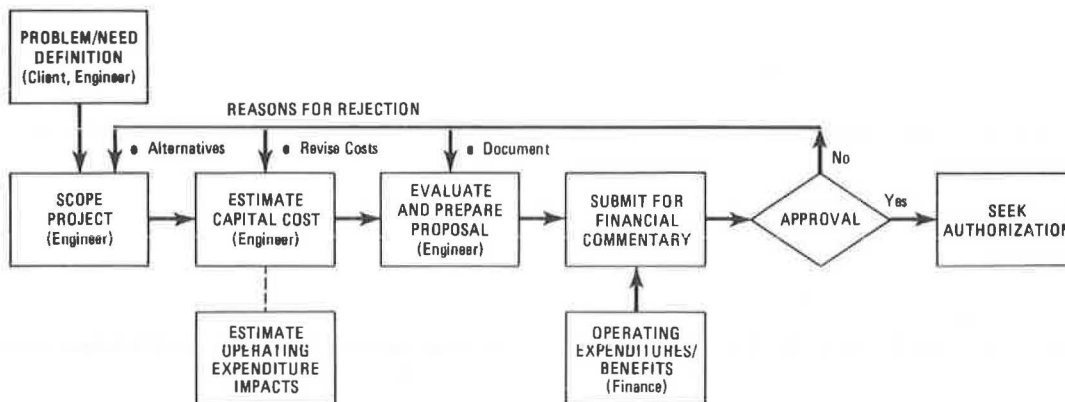 PROBLEM/NEED
DEFINITION
(Client, Engineer)
REASONS FOR REJECTION
• Alternatives
• Revise Costs
• Document
No
SCOPE
PROJECT
(Engineer)
ESTIMATE
CAPITAL COST
(Engineer)
EVALUATE
AND PREPARE
PROPOSAL
(Engineer)
SUBMIT FOR
FINANCIAL
COMMENTARY
APPROVAL
Yes
SEEK
AUTHORIZATION
ESTIMATE
OPERATING
EXPENDITURE
IMPACTS
OPERATING
EXPENDITURES/
BENEFITS
(Finance)